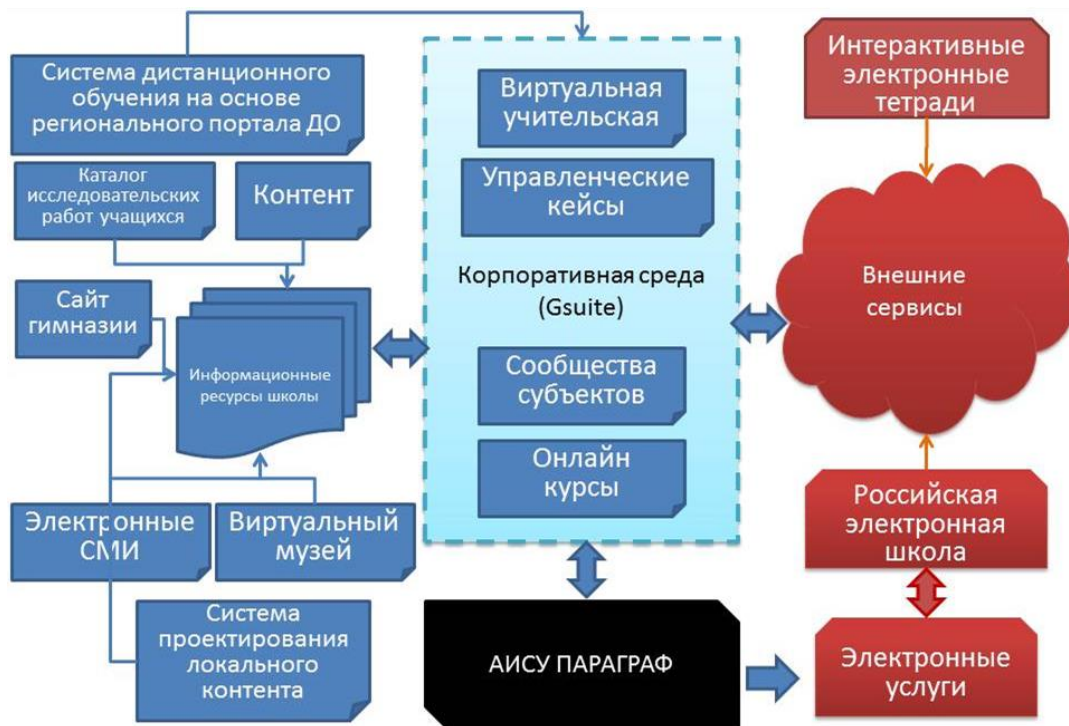 Система дистанционного
обучения на основе
регионального портала ДО
Каталог
исследовательских
работ учащихся
Контент
Сайт
гимназии
Информационные
ресурсы школы
Электронные
СМИ
Виртуальный
музей
Система
проектирования
локального
контента
Виртуальная
учительская
Управленческие
кейсы
Корпоративная среда
(Gsuite)
Сообщества
субъектов
Онлайн
курсы
АИСУ ПАРАГРАФ
Интерактивные
электронные
тетради
Внешние
сервисы
Российская
электронная
школа
Электронные
услуги